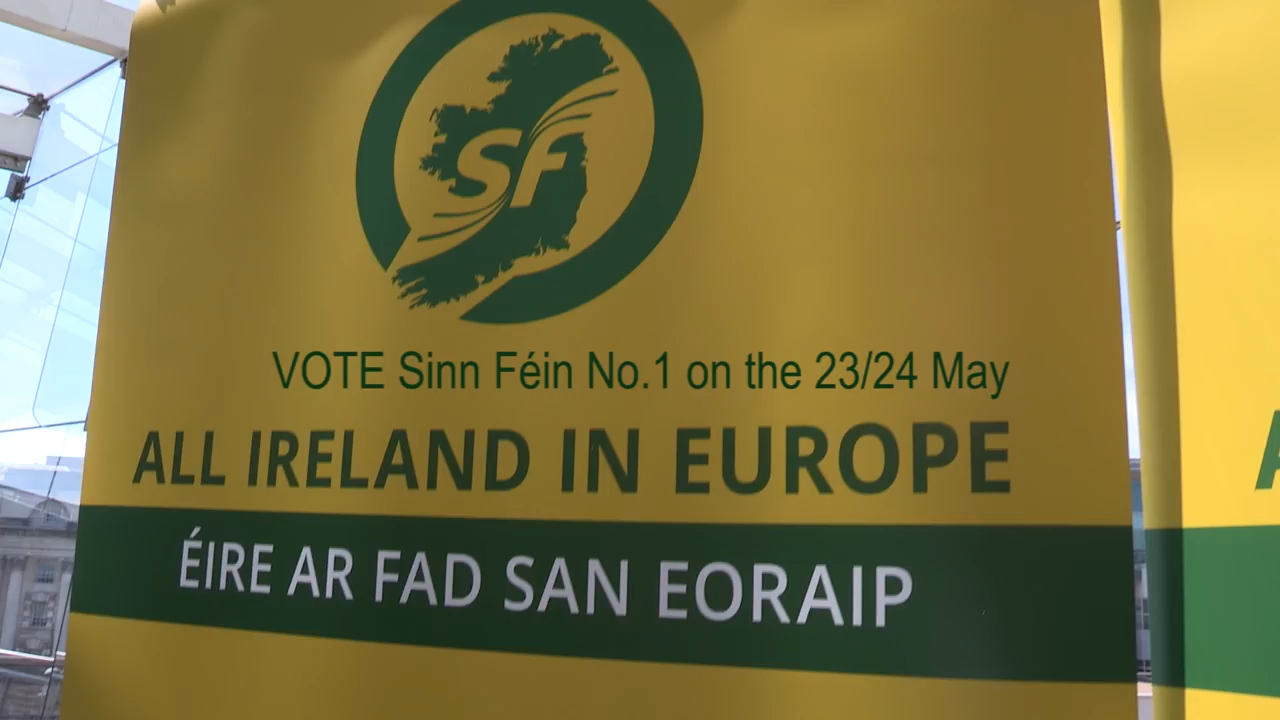 SF
VOTE Sinn Féin No.1 on the 23/24 May
ALL IRELAND IN EUROPE
ÉIRE AR FAD SAN EORAIP
A